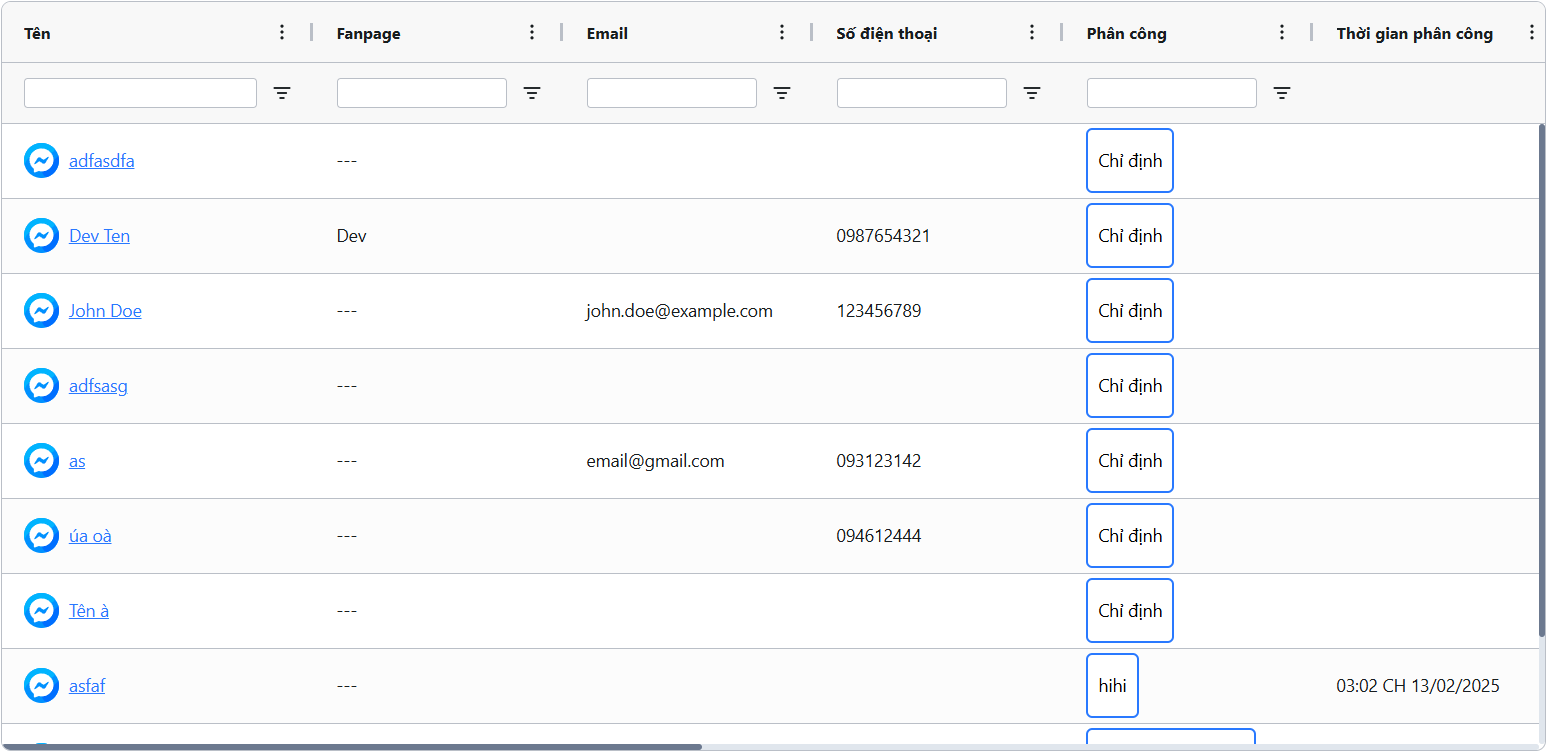 Tên Fanpage Email Số điện thoại Phân công Thời gian phân công
adfasdfa --- Chỉ định
Dev Ten Dev 0987654321 Chỉ định
John Doe --- john.doe@example.com 123456789 Chỉ định
adfsasg --- Chỉ định
as --- email@gmail.com 093123142 Chỉ định
úa oà --- 094612444 Chỉ định
Tên à --- Chỉ định
asfaf --- hihi 03:02 CH 13/02/2025